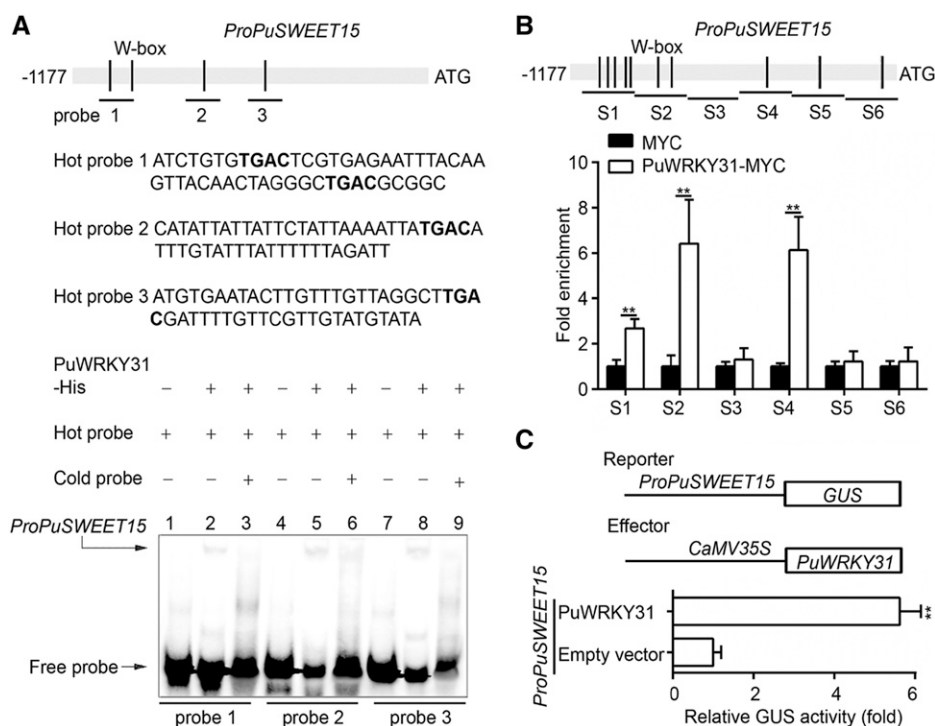 A
ProPuSWEET15
W-box
-1177
ATG
probe 1 2 3
Hot probe 1 ATCTGTGTGACTCGTGAGAATTTACAA
GTTACAACTAGGGCTGACGCGGC
Hot probe 2 CATATTATTATTCTATTAAAATTATGACA
TTTGTATTTATTTTTTAGATT
Hot probe 3 ATGTGAATACTTGTTTGTTAGGCTTGA
CGATTTTGTTCGTTGTATGTATA
PuWRKY31
-His − + + − + + − + +
Hot probe + + + + + + + + +
Cold probe − − + − − + − − +
ProPuSWEET15
1 2 3 4 5 6 7 8 9
Free probe
probe 1 probe 2 probe 3
B
ProPuSWEET15
W-box
-1177
ATG
S1 S2 S3 S4 S5 S6
MYC
PuWRKY31-MYC
Fold enrichment
10
8
6
4
2
0
** ** **
S1 S2 S3 S4 S5 S6
C
Reporter
ProPuSWEET15
GUS
Effector
CaMV35S
PuWRKY31
ProPuSWEET15
PuWRKY31
**
Empty vector
0 2 4 6
Relative GUS activity (fold)